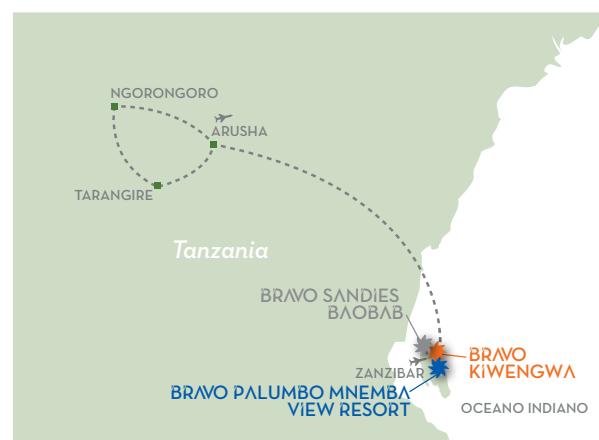 NGORONGORO
ARUSHA
TARANGIRE
Tanzania
BRAVO SANDIES
BAOBAB
BRAVO
KIWENGWA
ZANZIBAR
BRAVO PALUMBO MNEMBA
VIEW RESORT
OCEANO INDIANO